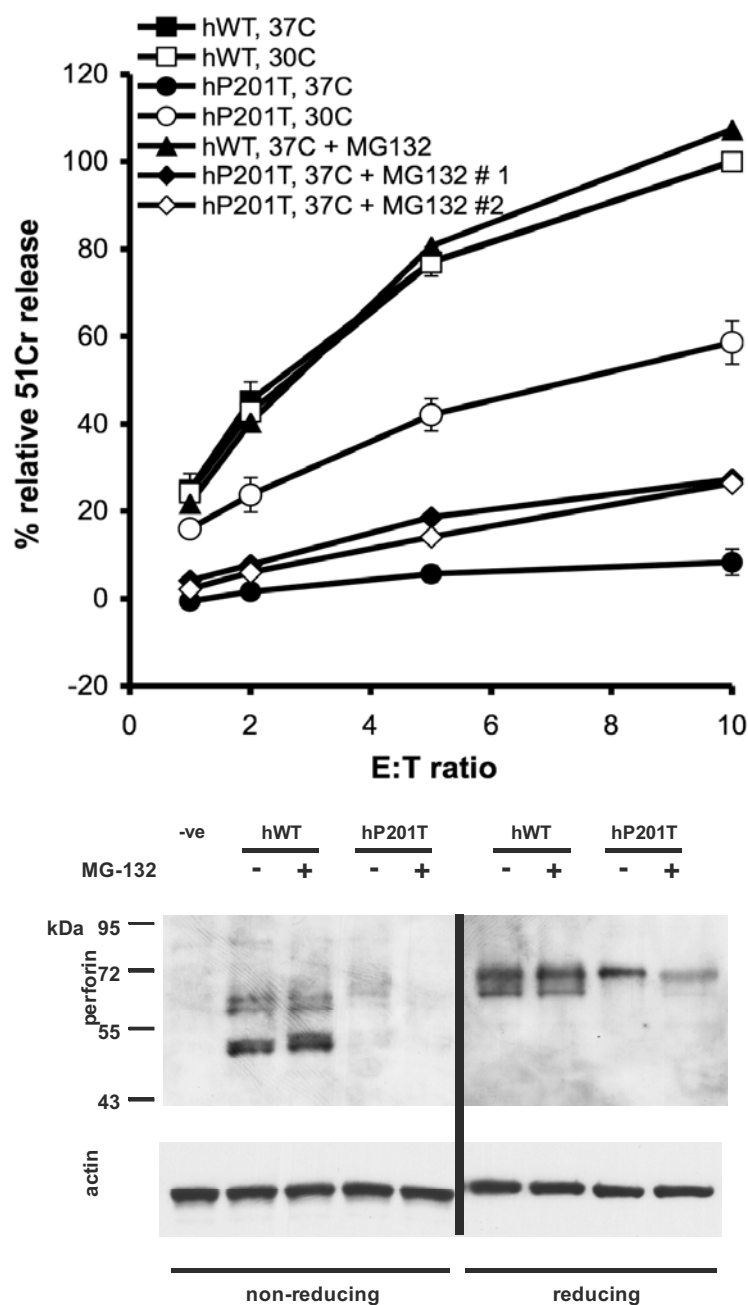 hWT, 37C
hWT, 30C
hP201T, 37C
hP201T, 30C
hWT, 37C + MG132
hP201T, 37C + MG132 # 1
hP201T, 37C + MG132 #2
120
100
80
60
40
20
0
-20
% relative 51Cr release
0 2 4 6 8 10
E:T ratio
-ve hWT hP201T hWT hP201T
MG-132 - + - + - + - +
kDa 95
72
55
43
perforin
actin
non-reducing reducing